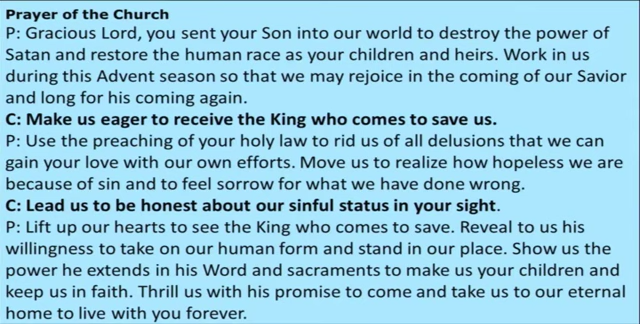 Prayer of the Church
P: Gracious Lord, you sent your Son into our world to destroy the power of
Satan and restore the human race as your children and heirs. Work in us
during this Advent season so that we may rejoice in the coming of our Savior
and long for his coming again.
C: Make us eager to receive the King who comes to save us.
P: Use the preaching of your holy law to rid us of all delusions that we can
gain your love with our own efforts. Move us to realize how hopeless we are
because of sin and to feel sorrow for what we have done wrong.
C: Lead us to be honest about our sinful status in your sight.
P: Lift up our hearts to see the King who comes to save. Reveal to us his
willingness to take on our human form and stand in our place. Show us the
power he extends in his Word and sacraments to make us your children and
keep us in faith. Thrill us with his promise to come and take us to our eternal
home to live with you forever.